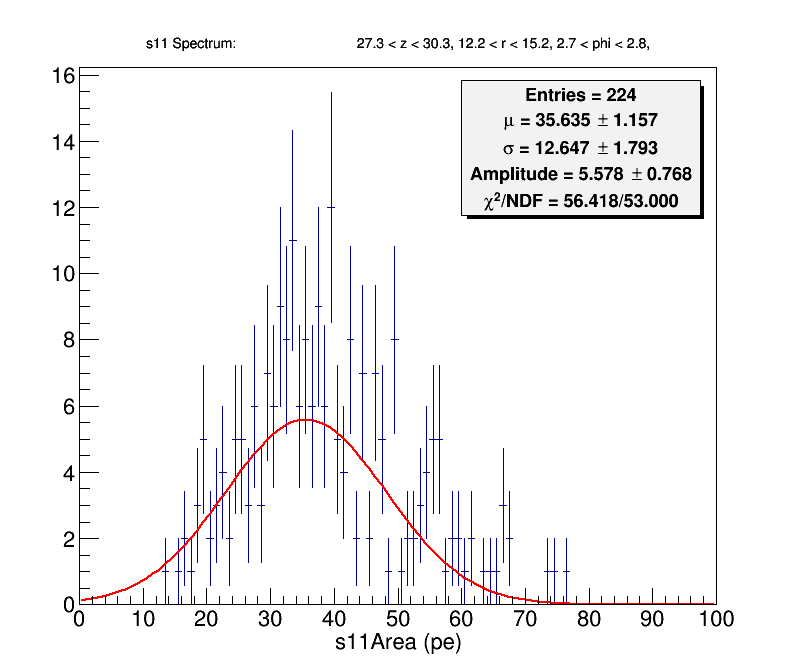 s11 Spectrum: 27.3 < z < 30.3, 12.2 < r < 15.2, 2.7 < phi < 2.8,
Entries = 224
μ = 35.635 ± 1.157
σ = 12.647 ± 1.793
Amplitude = 5.578 ± 0.768
χ²/NDF = 56.418/53.000
16
14
12
10
8
6
4
2
0
0 10 20 30 40 50 60 70 80 90 100
s11Area (pe)